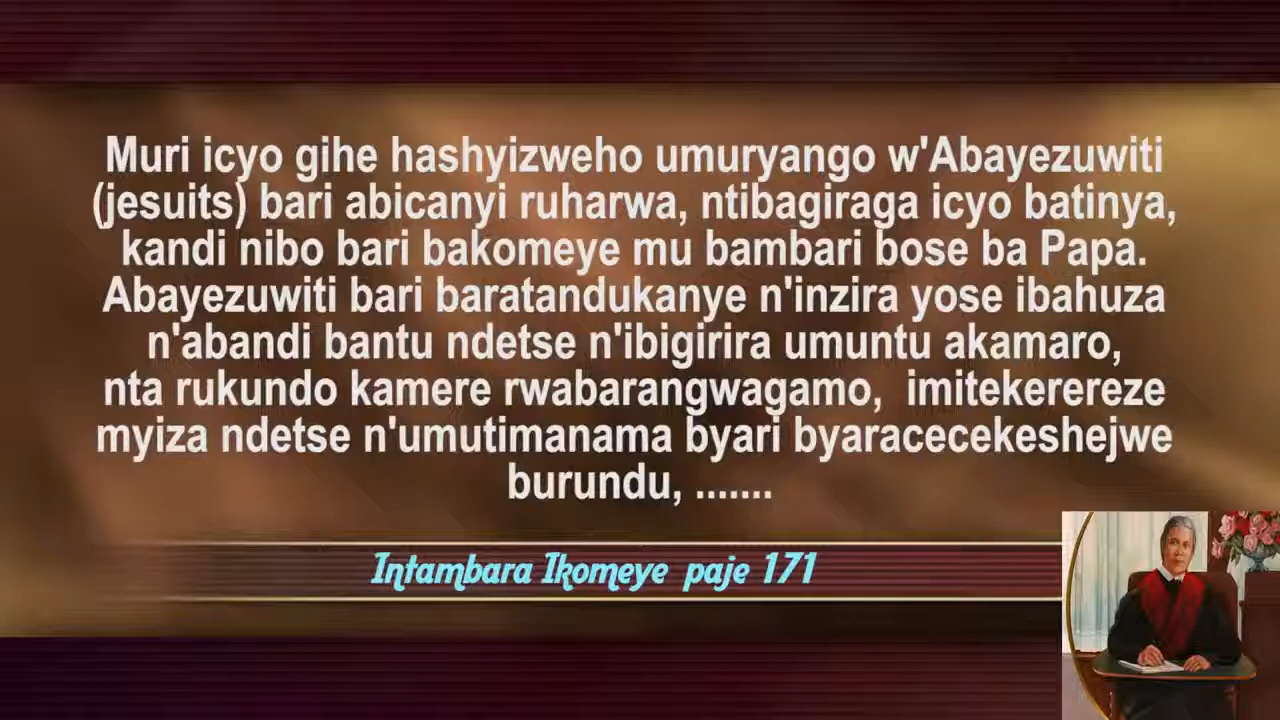 Muri icyo gihe hashyizweho umuryango w'Abayezuwiti
(jesuits) bari abicanyi ruharwa, ntibagiraga icyo batinya,
kandi nibo bari bakomeye mu bambari bose ba Papa.
Abayezuwiti bari baratandukanye n'inzira yose ibahuza
n'abandi bantu ndetse n'ibigirira umuntu akamaro,
nta rukundo kamere rwabarangwagamo, imitekerereze
myiza ndetse n'umutimanama byari byaracecekeshejwe
burundu, .......
Intambara Ikomeye paje 171